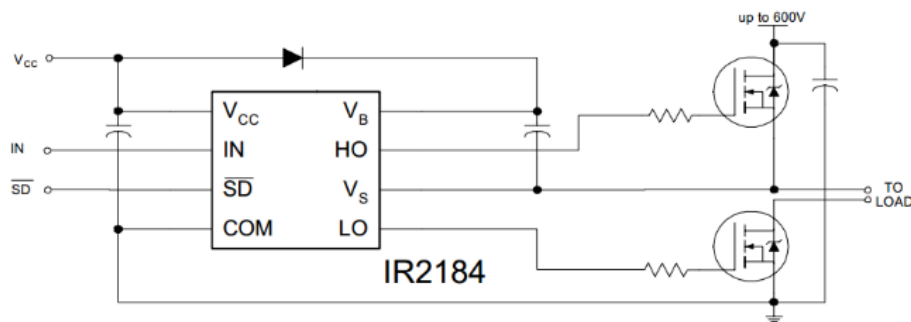 up to 600V
V_CC
V_CC
V_B
IN
IN
HO
SD̅
SD̅
V_S
TO
LOAD
COM
LO
IR2184